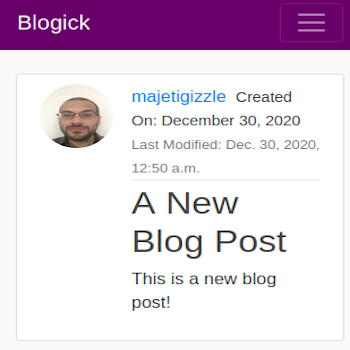 Blogick
majetigizzle Created
On: December 30, 2020
Last Modified: Dec. 30, 2020,
12:50 a.m.
A New
Blog Post
This is a new blog
post!